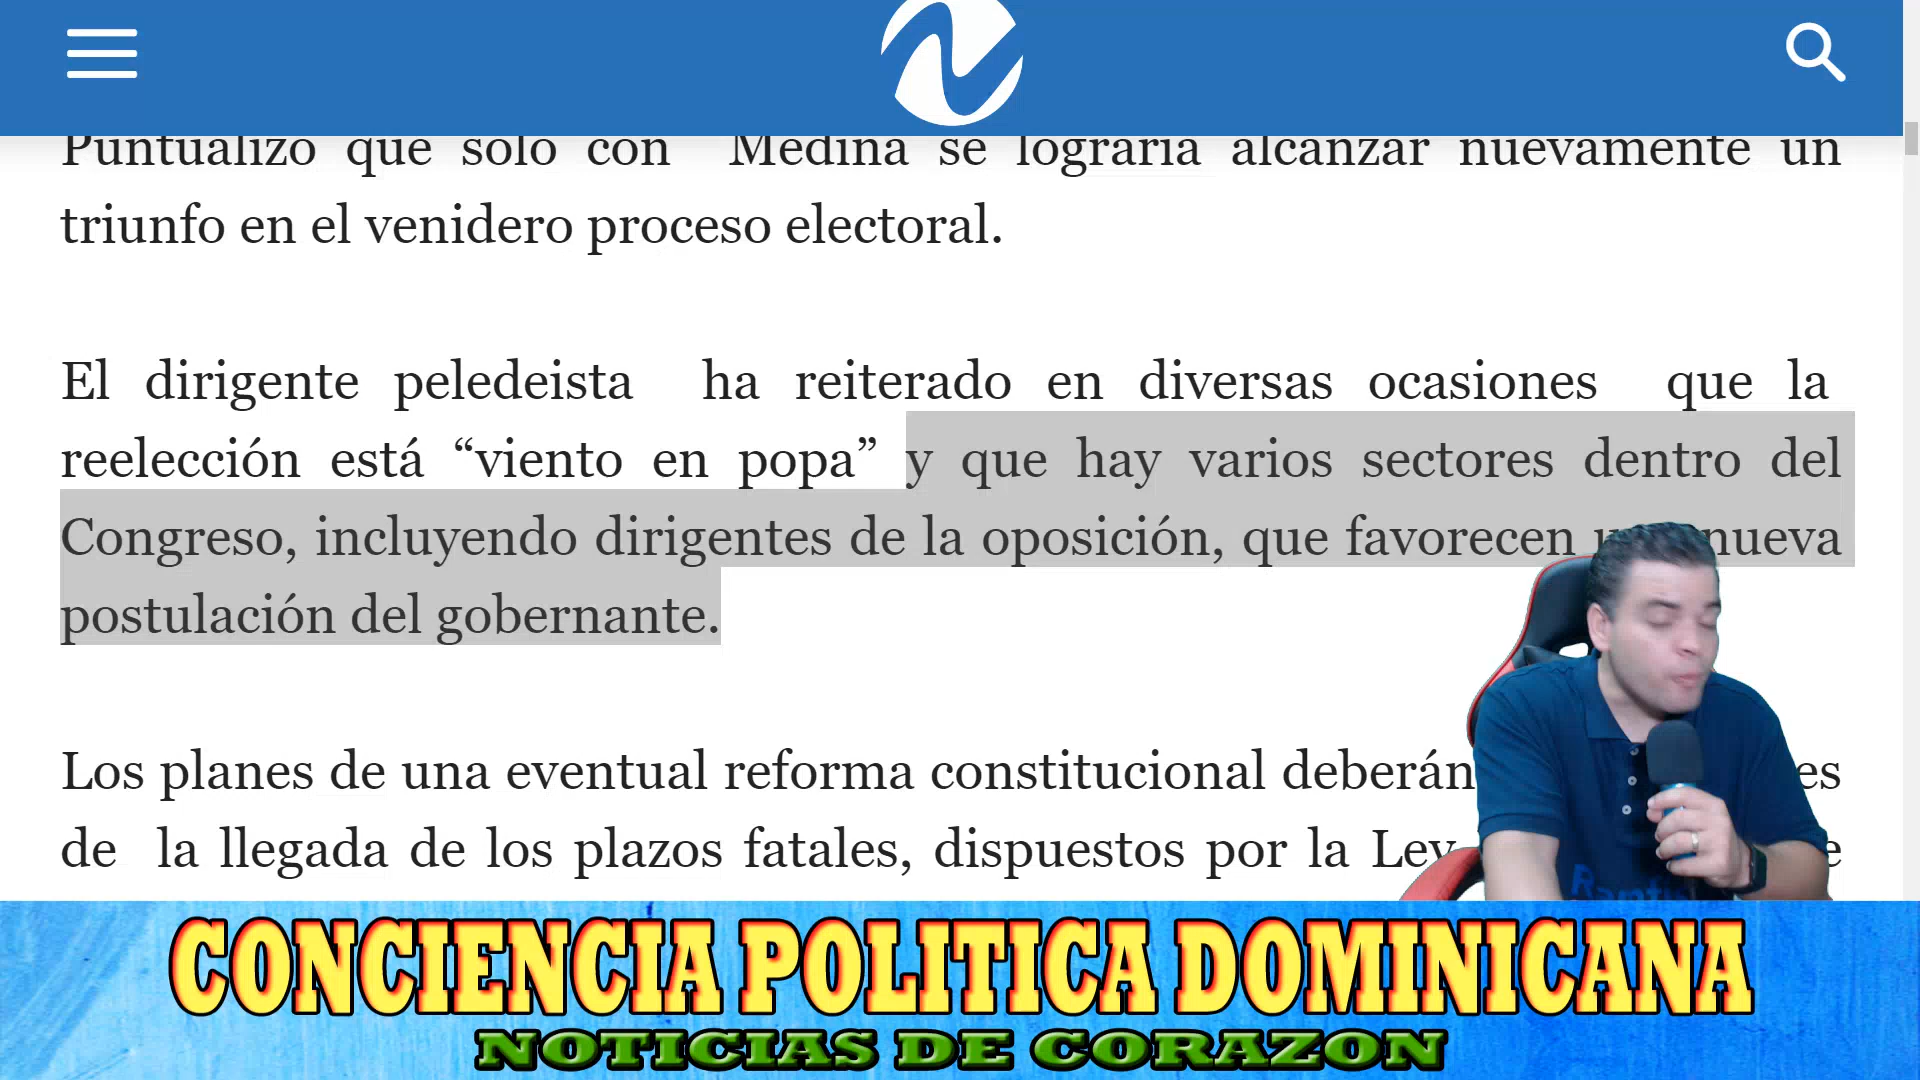 Puntualizó que solo con Medina se lograría alcanzar nuevamente un
triunfo en el venidero proceso electoral.
El dirigente peledeista ha reiterado en diversas ocasiones que la
reelección está “viento en popa” y que hay varios sectores dentro del
Congreso, incluyendo dirigentes de la oposición, que favorecen nueva
postulación del gobernante.
Los planes de una eventual reforma constitucional deberán
de la llegada de los plazos fatales, dispuestos por la Ley
CONCIENCIA POLITICA DOMINICANA
NOTICIAS DE CORAZON